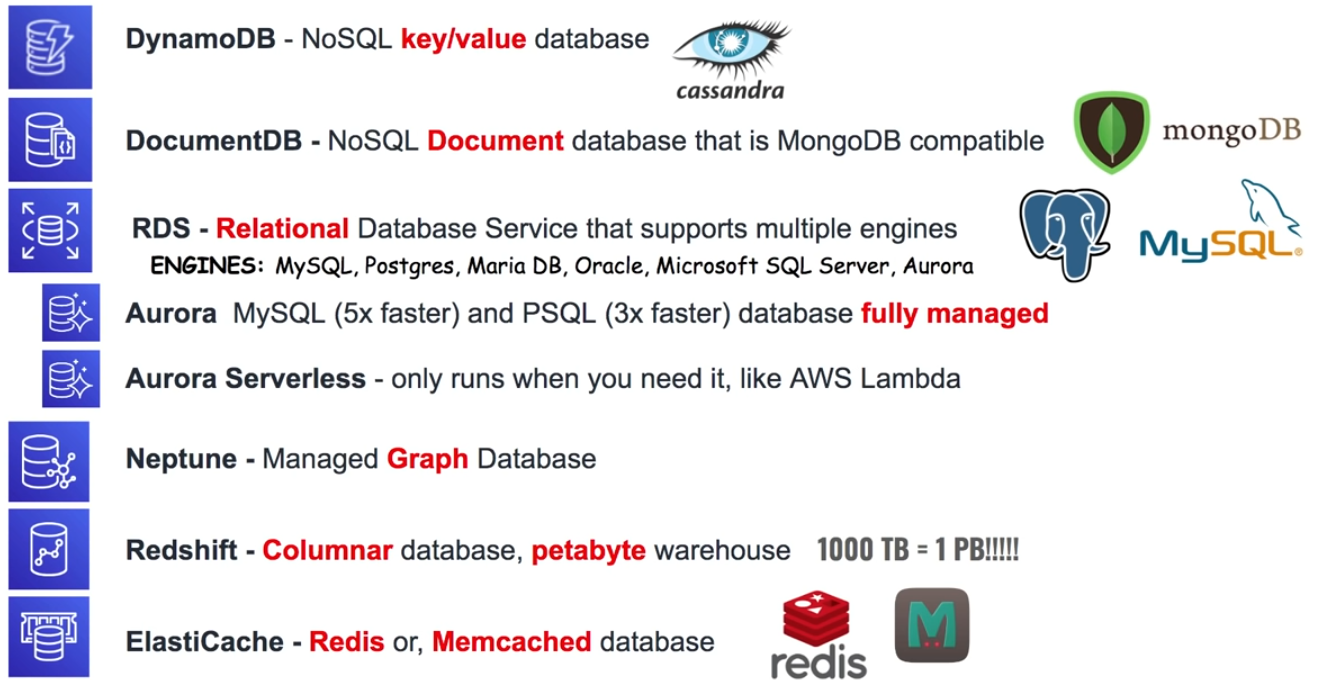 DynamoDB - NoSQL key/value database
cassandra
DocumentDB - NoSQL Document database that is MongoDB compatible
mongoDB
RDS - Relational Database Service that supports multiple engines
MySQL®
ENGINES: MySQL, Postgres, Maria DB, Oracle, Microsoft SQL Server, Aurora
Aurora MySQL (5x faster) and PSQL (3x faster) database fully managed
Aurora Serverless - only runs when you need it, like AWS Lambda
Neptune - Managed Graph Database
Redshift - Columnar database, petabyte warehouse 1000 TB = 1 PB!!!!!
ElastiCache - Redis or, Memcached database
redis
M